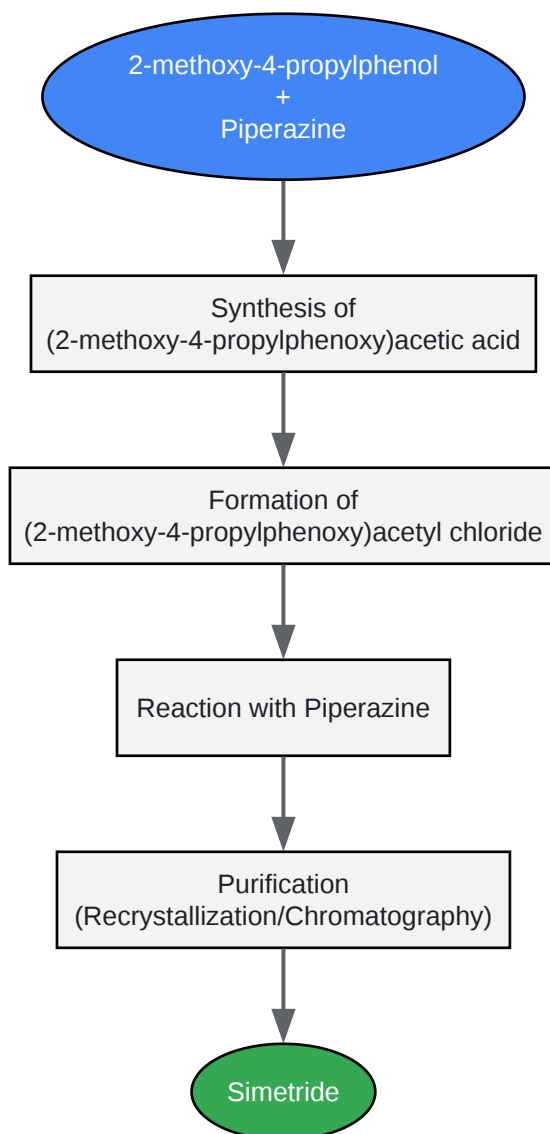 2-methoxy-4-propylphenol
+
Piperazine
Synthesis of
(2-methoxy-4-propylphenoxy)acetic acid
Formation of
(2-methoxy-4-propylphenoxy)acetyl chloride
Reaction with Piperazine
Purification
(Recrystallization/Chromatography)
Simetride